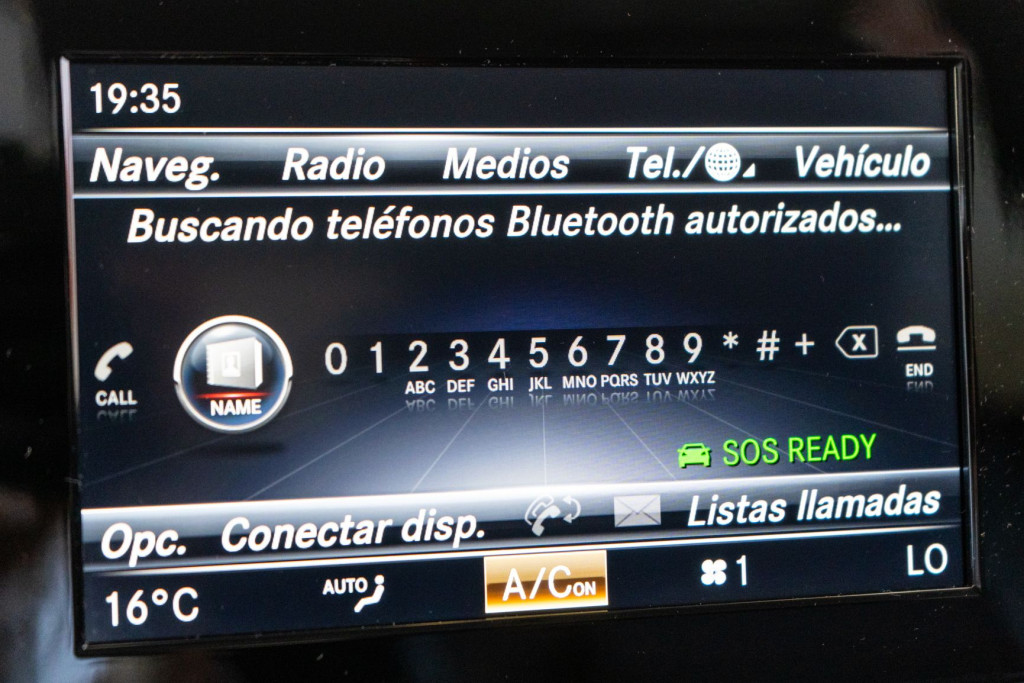 19:35
Naveg. Radio Medios Tel./ Vehículo
Buscando teléfonos Bluetooth autorizados...
CALL NAME 0 1 2 3 4 5 6 7 8 9 * # + X END
ABC DEF GHI JKL MNO PQRS TUV WXYZ
SOS READY
Opc. Conectar disp. Listas llamadas
16°C AUTO A/C ON 1 LO